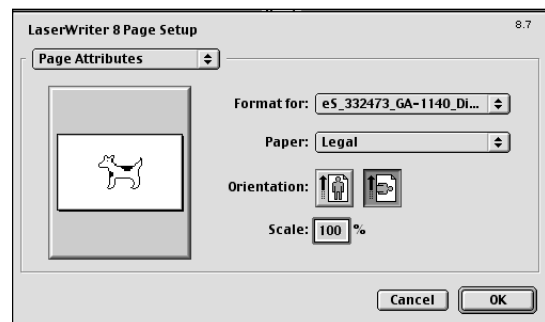 LaserWriter 8 Page Setup
8.7
Page Attributes
Format for: eS_332473_GA-1140_Di...
Paper: Legal
Orientation:
Scale: 100 %
Cancel
OK